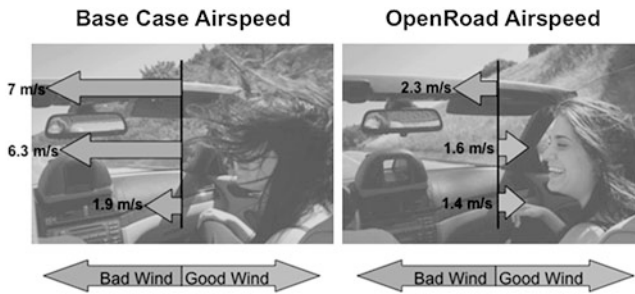 Base Case Airspeed
OpenRoad Airspeed
7 m/s
6.3 m/s
1.9 m/s
2.3 m/s
1.6 m/s
1.4 m/s
Bad Wind Good Wind
Bad Wind Good Wind